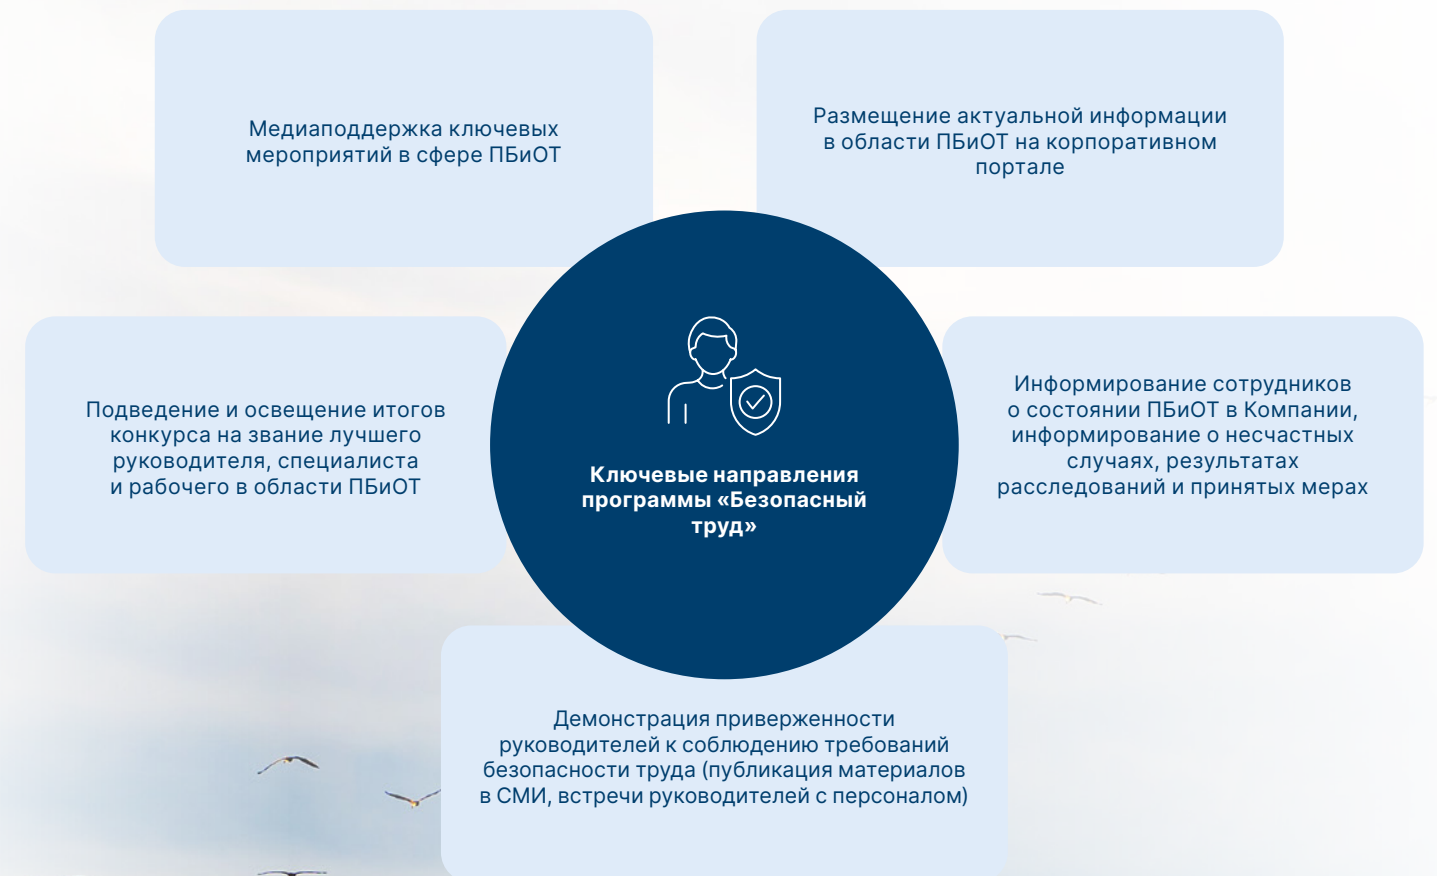 Медиаподдержка ключевых
мероприятий в сфере ПБиОТ
Размещение актуальной информации
в области ПБиОТ на корпоративном
портале
Подведение и освещение итогов
конкурса на звание лучшего
руководителя, специалиста
и рабочего в области ПБиОТ
Ключевые направления
программы «Безопасный
труд»
Информирование сотрудников
о состоянии ПБиОТ в Компании,
информирование о несчастных
случаях, результатах
расследований и принятых мерах
Демонстрация приверженности
руководителей к соблюдению требований
безопасности труда (публикация материалов
в СМИ, встречи руководителей с персоналом)